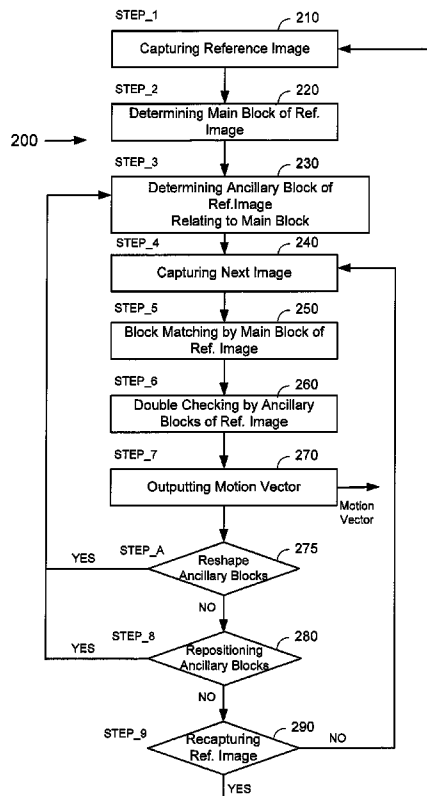 STEP_1
210
Capturing Reference Image
STEP_2
220
Determining Main Block of Ref.
Image
200
STEP_3
230
Determining Ancillary Block of
Ref.Image
Relating to Main Block
STEP_4
240
Capturing Next Image
STEP_5
250
Block Matching by Main Block of
Ref. Image
STEP_6
260
Double Checking by Ancillary
Blocks of Ref. Image
STEP_7
270
Outputting Motion Vector
Motion
Vector
YES
STEP_A
275
Reshape
Ancillary Blocks
NO
YES
STEP_8
280
Repositioning
Ancillary Blocks
NO
STEP_9
290
Recapturing
Ref. Image
NO
YES